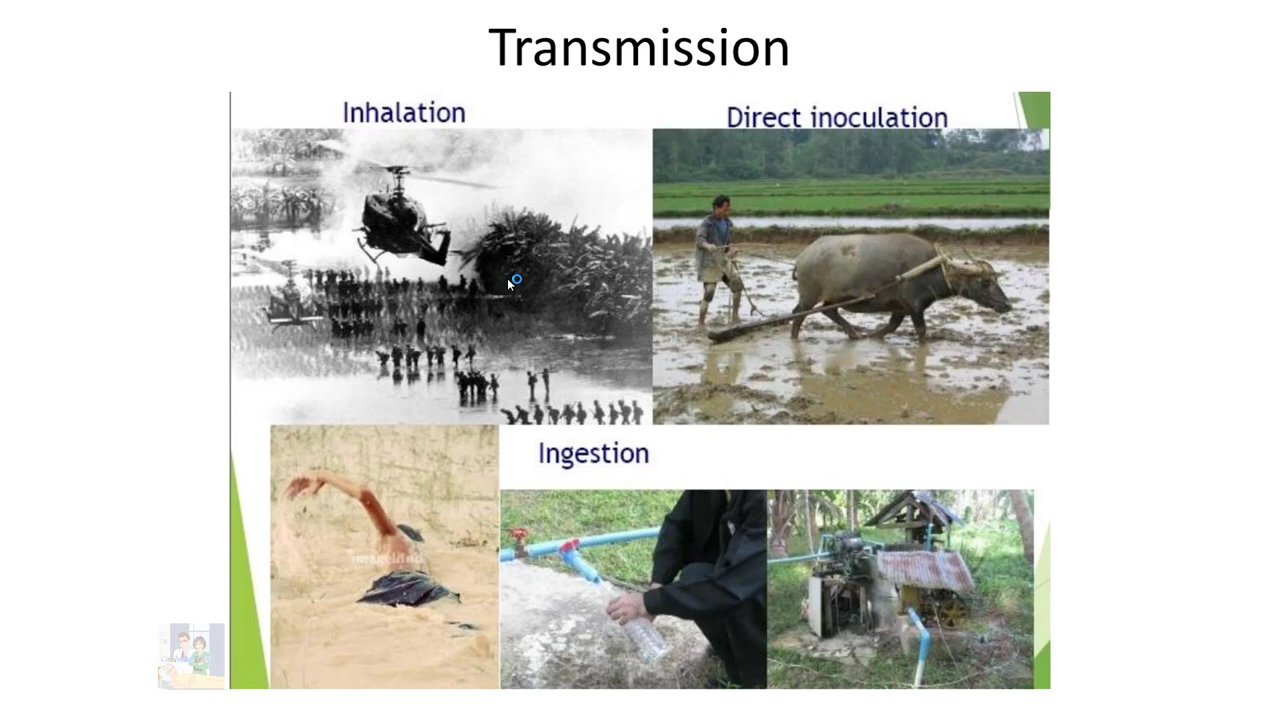 Transmission
Inhalation
Direct inoculation
Ingestion